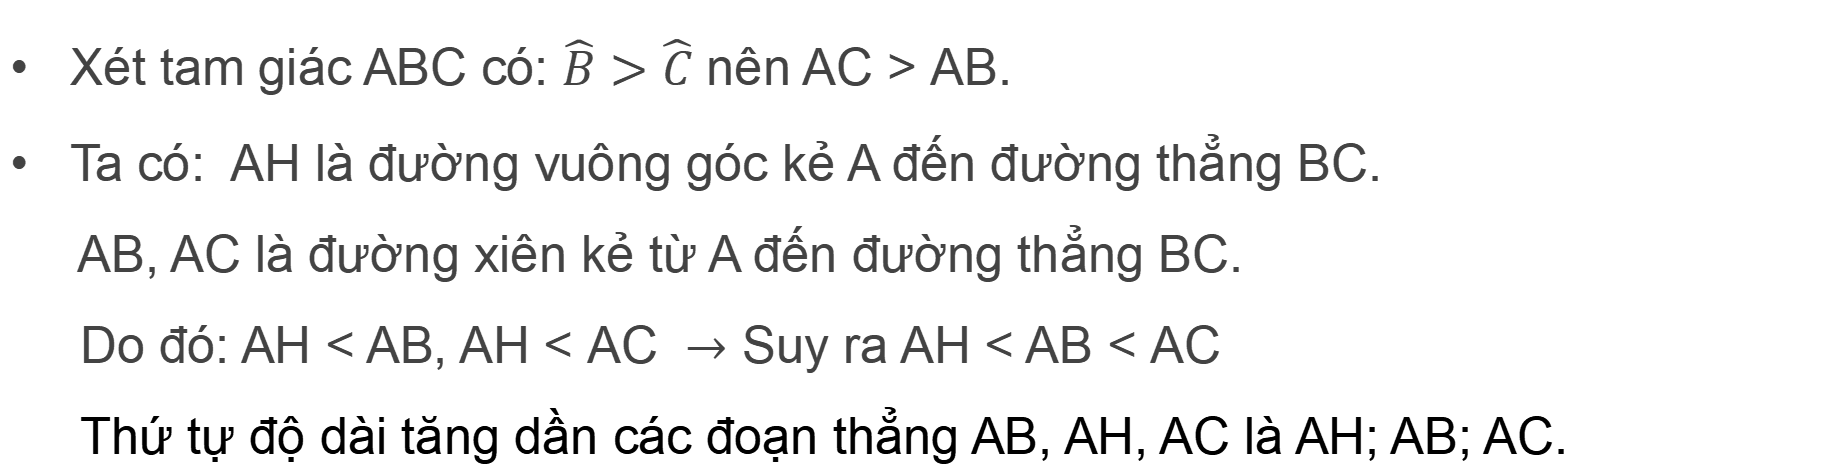 • Xét tam giác ABC có: $\widehat{B} > \widehat{C}$ nên AC > AB.
• Ta có: AH là đường vuông góc kẻ A đến đường thẳng BC.
AB, AC là đường xiên kẻ từ A đến đường thẳng BC.
Do đó: AH < AB, AH < AC → Suy ra AH < AB < AC
Thứ tự độ dài tăng dần các đoạn thẳng AB, AH, AC là AH; AB; AC.